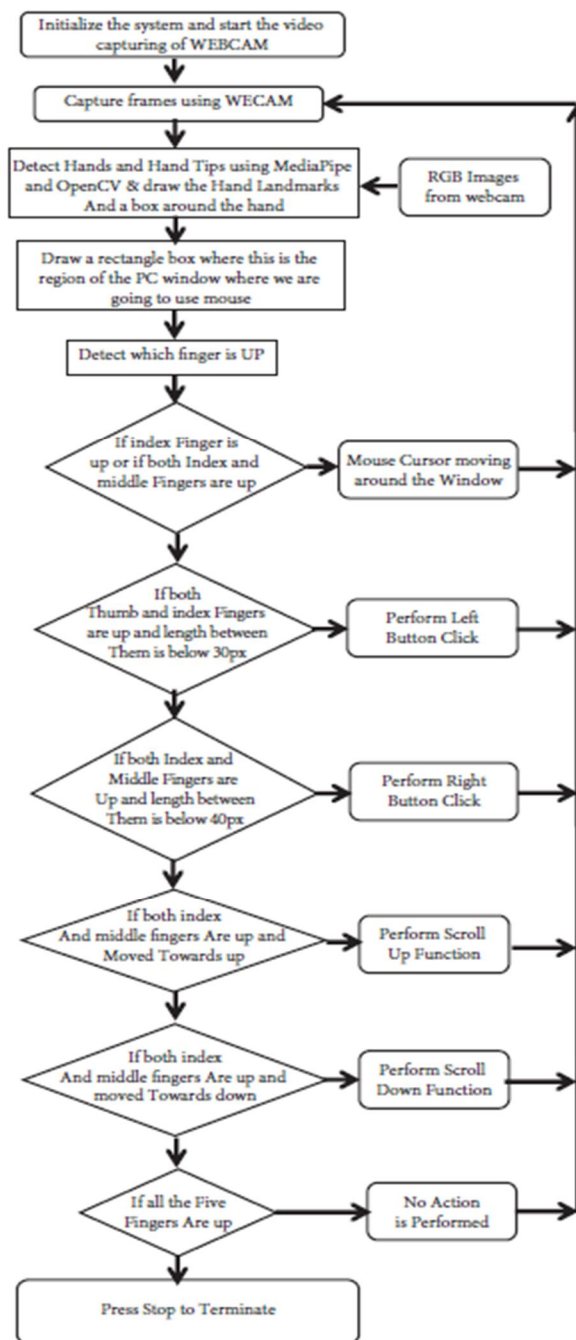 Initialize the system and start the video
capturing of WEBCAM
Capture frames using WECAM
Detect Hands and Hand Tips using MediaPipe
and OpenCV & draw the Hand Landmarks
And a box around the hand
RGB Images
from webcam
Draw a rectangle box where this is the
region of the PC window where we are
going to use mouse
Detect which finger is UP
If index Finger is
up or if both Index and
middle Fingers are up
Mouse Cursor moving
around the Window
If both
Thumb and index Fingers
are up and length between
Them is below 30px
Perform Left
Button Click
If both Index and
Middle Fingers are
Up and length between
Them is below 40px
Perform Right
Button Click
If both index
And middle fingers Are up and
Moved Towards up
Perform Scroll
Up Function
If both index
And middle fingers Are up and
moved Towards down
Perform Scroll
Down Function
If all the Five
Fingers Are up
No Action
is Performed
Press Stop to Terminate